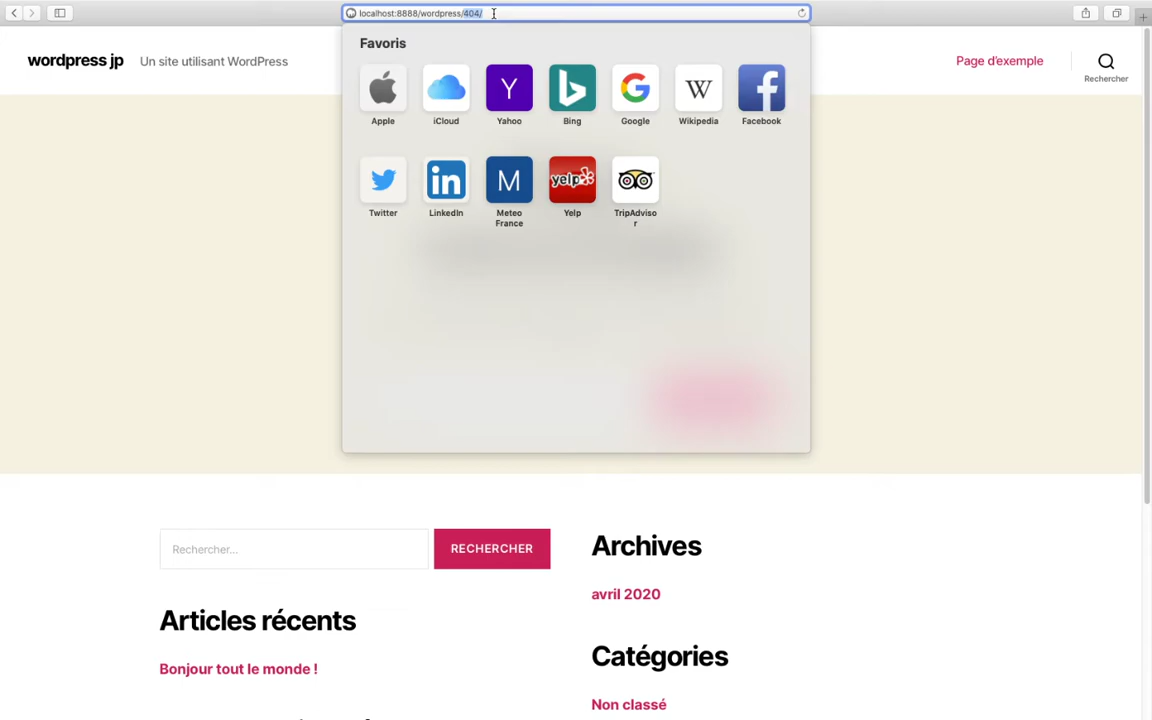 localhost:8888/wordpress/404/
wordpress jp
Un site utilisant WordPress
Page d'exemple
Rechercher
Favoris
Apple
iCloud
Yahoo
Bing
Google
Wikipedia
Facebook
Y
b
G
W
f
Twitter
LinkedIn
Meteo
France
Yelp
TripAdviso
r
in
M
yelp
Rechercher...
RECHERCHER
Archives
avril 2020
Articles récents
Bonjour tout le monde !
Catégories
Non classé